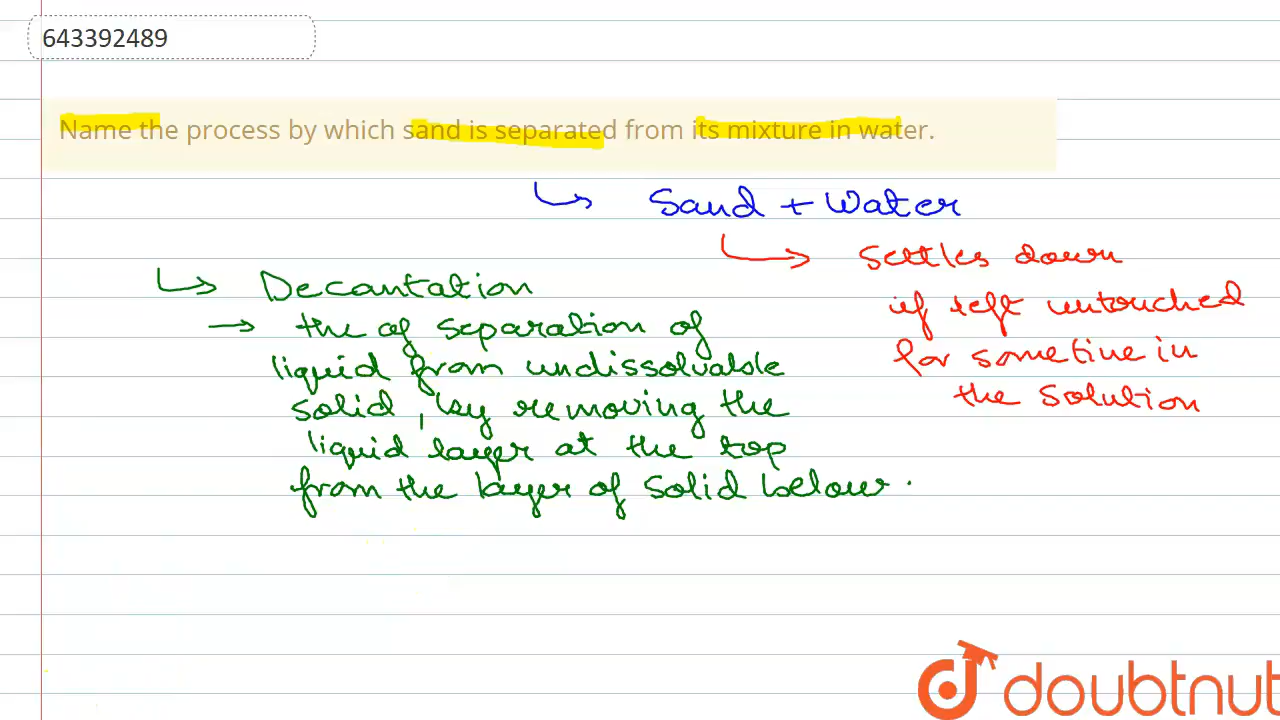 643392489
Name the process by which sand is separated from its mixture in water.
Sand + Water
Settles down
if left untouched
for sometime in
the solution
Decantation
the of separation of
liquid from undissolvable
solid, by removing the
liquid layer at the top
from the layer of solid below.
doubtnut